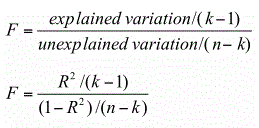 F = explained variation/(k−1)
unexplained variation/(n−k)
F = R²/(k−1)
(1−R²)/(n−k)